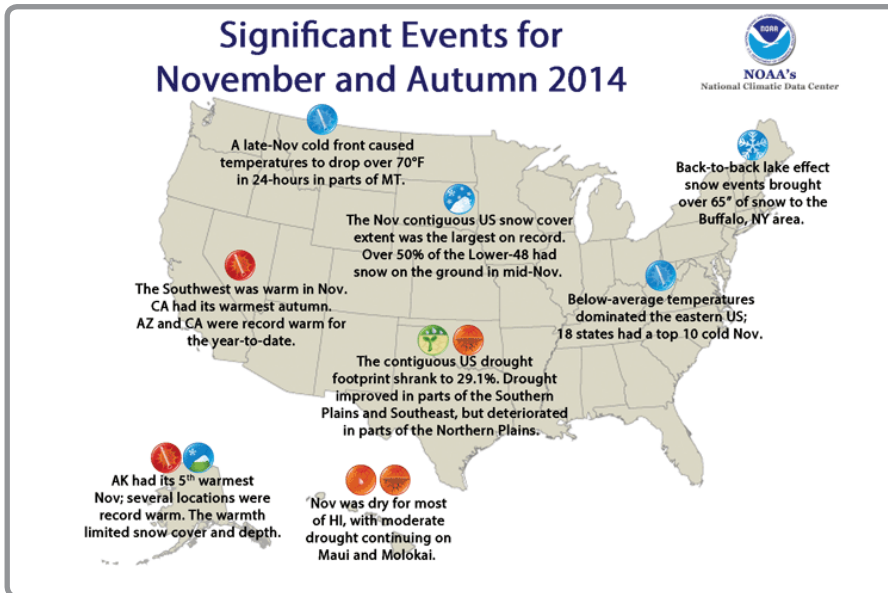 Significant Events for
November and Autumn 2014
NOAA
NOAA's
National Climatic Data Center
A late-Nov cold front caused
temperatures to drop over 70°F
in 24-hours in parts of MT.
Back-to-back lake effect
snow events brought
over 65" of snow to the
Buffalo, NY area.
The Nov contiguous US snow cover
extent was the largest on record.
Over 50% of the Lower-48 had
snow on the ground in mid-Nov.
The Southwest was warm in Nov.
CA had its warmest autumn.
AZ and CA were record warm for
the year-to-date.
Below-average temperatures
dominated the eastern US;
18 states had a top 10 cold Nov.
The contiguous US drought
footprint shrank to 29.1%. Drought
improved in parts of the Southern
Plains and Southeast, but deteriorated
in parts of the Northern Plains.
AK had its 5th warmest
Nov; several locations were
record warm. The warmth
limited snow cover and depth.
Nov was dry for most
of HI, with moderate
drought continuing on
Maui and Molokai.